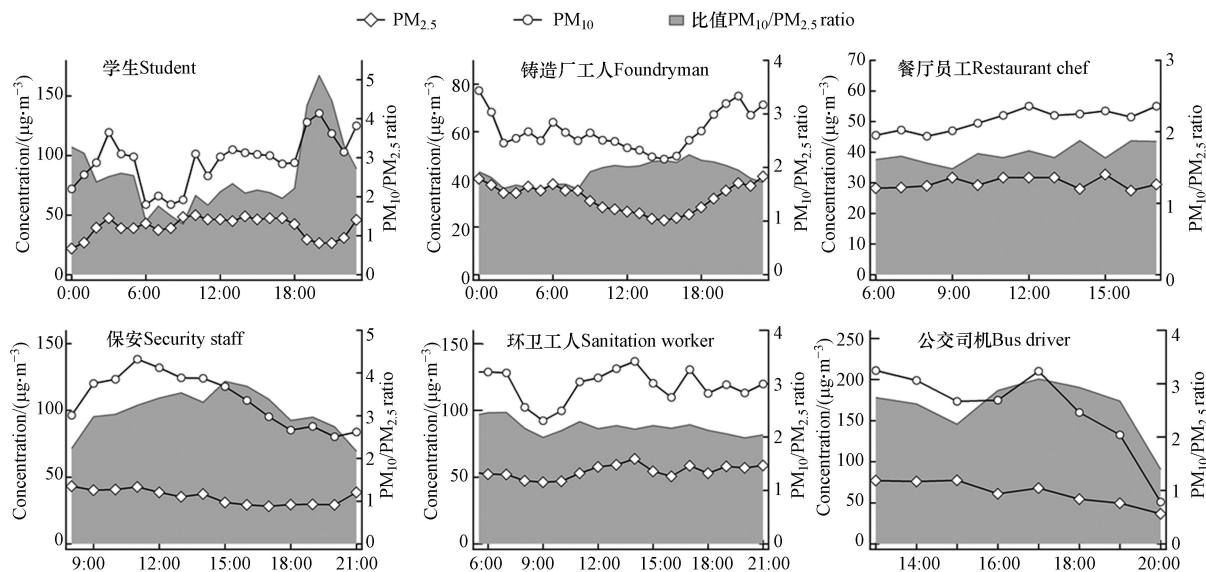 PM2.5 PM10 比值PM10/PM2.5 ratio
学生Student
Concentration/(μg·m⁻³)
150
100
50
0
5
4
3
2
1
0
PM10/PM2.5 ratio
0:00 6:00 12:00 18:00
铸造厂工人Foundryman
Concentration/(μg·m⁻³)
80
60
40
20
0
4
3
2
1
0
PM10/PM2.5 ratio
0:00 6:00 12:00 18:00
餐厅员工Restaurant chef
Concentration/(μg·m⁻³)
70
60
50
40
30
20
10
0
3
2
1
0
PM10/PM2.5 ratio
6:00 9:00 12:00 15:00
保安Security staff
Concentration/(μg·m⁻³)
150
100
50
0
5
4
3
2
1
0
PM10/PM2.5 ratio
9:00 12:00 15:00 18:00 21:00
环卫工人Sanitation worker
Concentration/(μg·m⁻³)
150
100
50
0
4
3
2
1
0
PM10/PM2.5 ratio
6:00 9:00 12:00 15:00 18:00 21:00
公交司机Bus driver
Concentration/(μg·m⁻³)
250
200
150
100
50
0
4
3
2
1
0
PM10/PM2.5 ratio
14:00 16:00 18:00 20:00